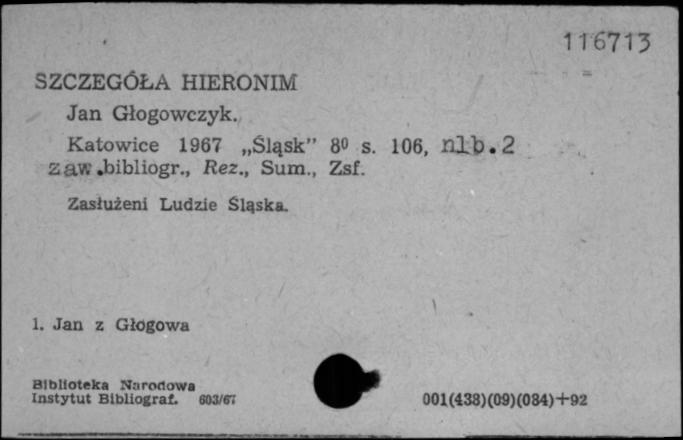 116713
SZCZEGÓŁA HIERONIM
Jan Głogowczyk.
Katowice 1967 „Śląsk” 8⁰ s. 106, nlb.2
zaw.bibliogr., Rez., Sum., Zsf.
Zasłużeni Ludzie Śląska.
1. Jan z Głogowa
Biblioteka Narodowa
Instytut Bibliograf. 603/67
001(438)(09)(084)+92